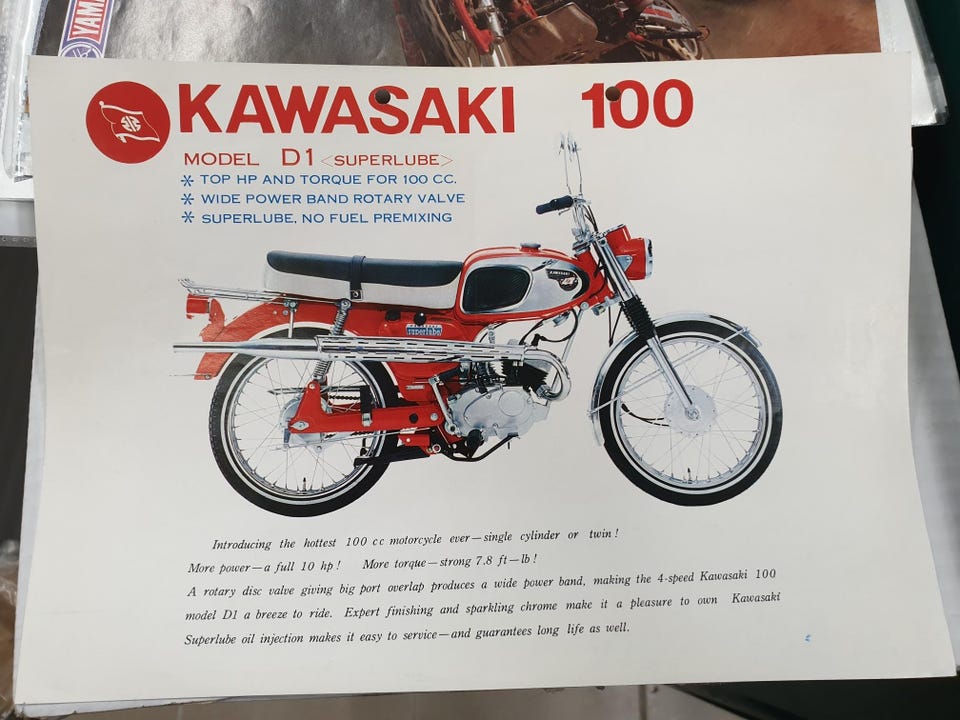 YAMA
KAWASAKI 100
MODEL D1 <SUPERLUBE>
* TOP HP AND TORQUE FOR 100 CC.
* WIDE POWER BAND ROTARY VALVE
* SUPERLUBE, NO FUEL PREMIXING
KAWASAKI
superlube
Introducing the hottest 100 cc motorcycle ever—single cylinder or twin!
More power—a full 10 hp! More torque—strong 7.8 ft—lb!
A rotary disc valve giving big port overlap produces a wide power band, making the 4-speed Kawasaki 100
model D1 a breeze to ride. Expert finishing and sparkling chrome make it a pleasure to own Kawasaki
Superlube oil injection makes it easy to service—and guarantees long life as well.